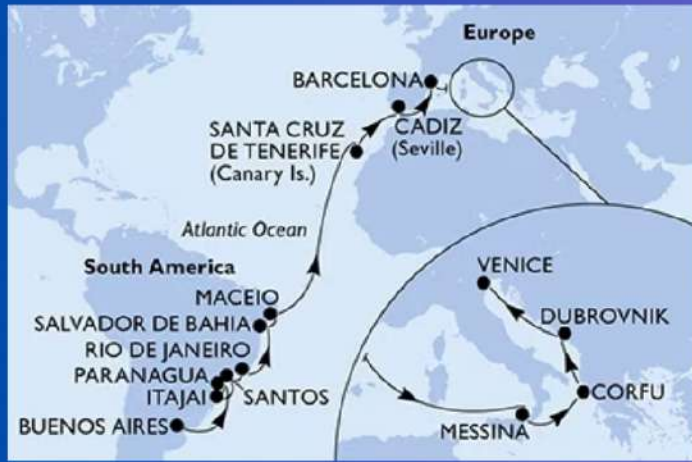 Europe
BARCELONA
SANTA CRUZ
DE TENERIFE
(Canary Is.)
CADIZ
(Seville)
Atlantic Ocean
South America
MACEIO
SALVADOR DE BAHIA
RIO DE JANEIRO
PARANAGUA
ITAJAI
SANTOS
BUENOS AIRES
VENICE
DUBROVNIK
CORFU
MESSINA